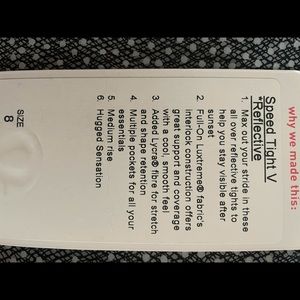 why we made this:
Speed Tight V
*Reflective
1. Max out your stride in these
all over reflective tights to
help you stay visible after
sunset
2. Full-On Luxtreme® fabric's
interlock construction offers
great support and coverage
with a cool, smooth feel
3. Added Lycra® fibre for stretch
and shape retention
4. Multiple pockets for all your
essentials
5. Medium rise
6. Hugged Sensation
SIZE
8